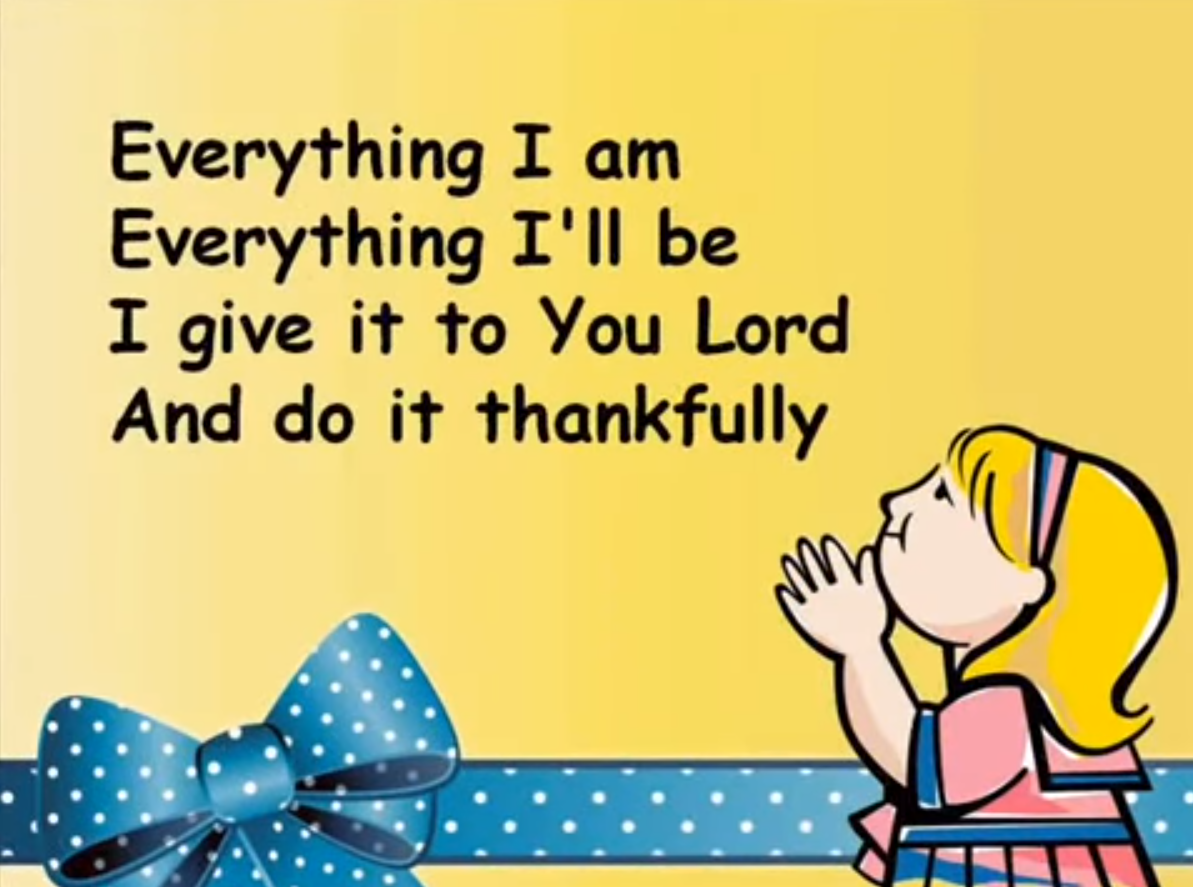 Everything I am
Everything I'll be
I give it to You Lord
And do it thankfully